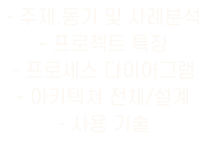 - 주제,동기 및 사례분석
- 프로젝트 특징
- 프로세스 다이어그램
- 아키텍쳐 전체/설계
- 사용 기술